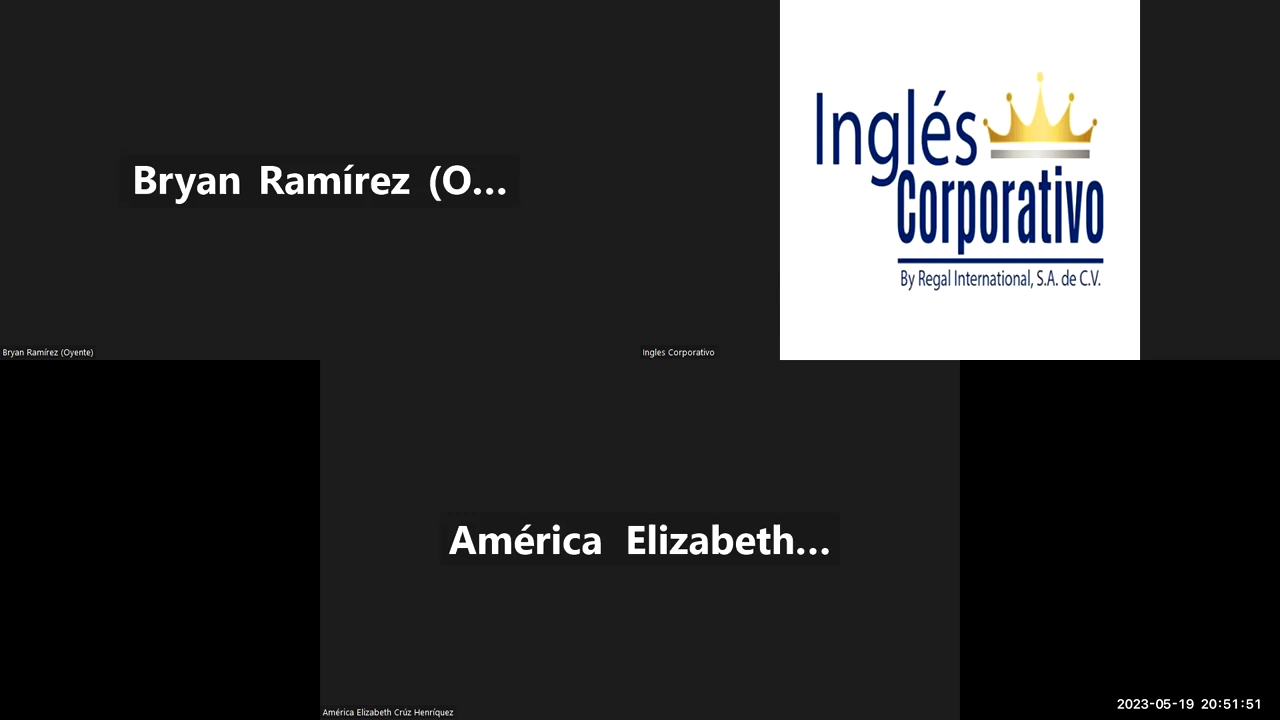 Bryan Ramírez (O...
Inglés
Corporativo
By Regal International, S.A. de C.V.
Bryan Ramírez (Oyente)
Ingles Corporativo
América Elizabeth...
América Elizabeth Crúz Henríquez
2023-05-19 20:51:51